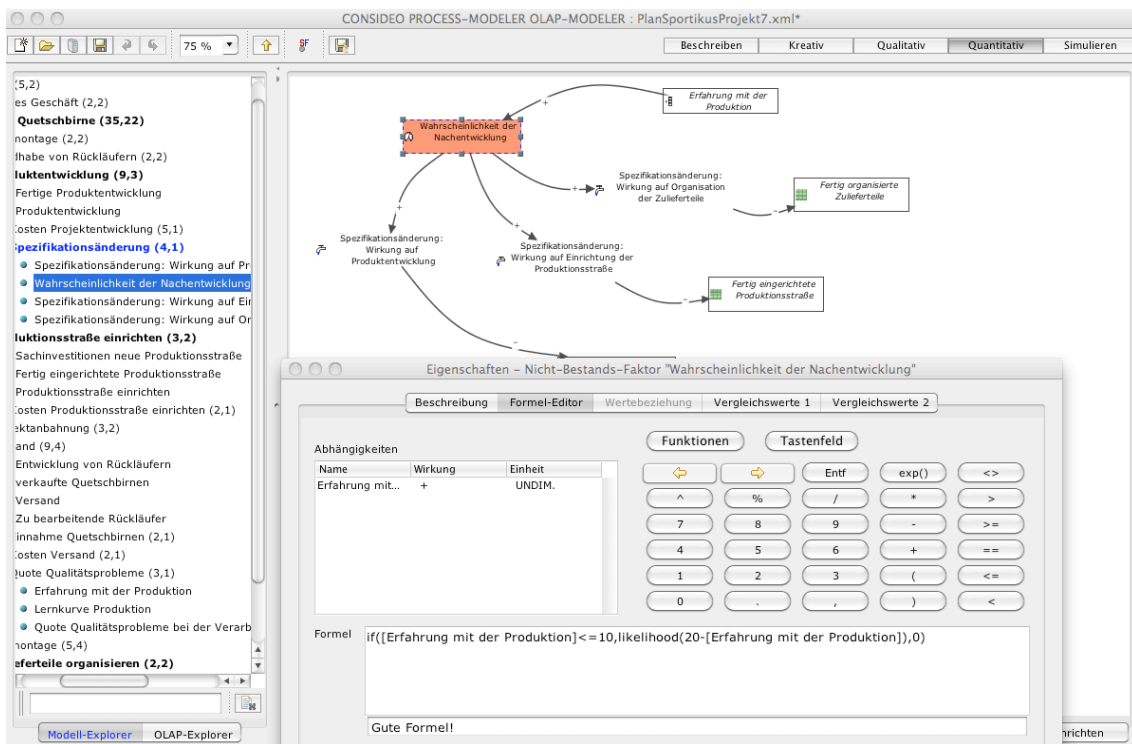 CONSIDEO PROCESS-MODELER OLAP-MODELER : PlanSportikusProjekt7.xml*
75 %
SF
Beschreiben
Kreativ
Qualitativ
Quantitativ
Simulieren
(5,2)
es Geschäft (2,2)
Quetschbirne (35,22)
montage (2,2)
dhabe von Rückläufern (2,2)
luktentwicklung (9,3)
Fertige Produktentwicklung
Produktentwicklung
Kosten Projektentwicklung (5,1)
Spezifikationsänderung (4,1)
Spezifikationsänderung: Wirkung auf Pr
Wahrscheinlichkeit der Nachentwicklung
Spezifikationsänderung: Wirkung auf Ei
Spezifikationsänderung: Wirkung auf Or
luktionsstraße einrichten (3,2)
Sachinvestitionen neue Produktionsstraße
Fertig eingerichtete Produktionsstraße
Produktionsstraße einrichten
Kosten Produktionsstraße einrichten (2,1)
ektanbahnung (3,2)
and (9,4)
Entwicklung von Rückläufern
verkaufte Quetschbirnen
Versand
Zu bearbeitende Rückläufer
innahme Quetschbirnen (2,1)
Kosten Versand (2,1)
Quote Qualitätsprobleme (3,1)
Erfahrung mit der Produktion
Lernkurve Produktion
Quote Qualitätsprobleme bei der Verarb
montage (5,4)
eferteile organisieren (2,2)
Modell-Explorer
OLAP-Explorer
Erfahrung mit der
Produktion
+
Wahrscheinlichkeit der
Nachentwicklung
Spezifikationsänderung:
Wirkung auf Organisation
der Zulieferteile
+
Fertig organisierte
Zulieferteile
-
+
+
Spezifikationsänderung:
Wirkung auf
Produktentwicklung
Spezifikationsänderung:
Wirkung auf Einrichtung der
Produktionsstraße
Fertig eingerichtete
Produktionsstraße
-
-
Eigenschaften - Nicht-Bestands-Faktor "Wahrscheinlichkeit der Nachentwicklung"
Beschreibung
Formel-Editor
Wertebeziehung
Vergleichswerte 1
Vergleichswerte 2
Abhängigkeiten
Name Wirkung Einheit
Erfahrung mit... + UNDIM.
Funktionen
Tastenfeld
Entf exp() <>
^ % / * >
7 8 9 - >=
4 5 6 + ==
1 2 3 ( <=
0 . , ) <
Formel
if([Erfahrung mit der Produktion]<=10,likelihood(20-[Erfahrung mit der Produktion]),0)
Gute Formel!
nrichten